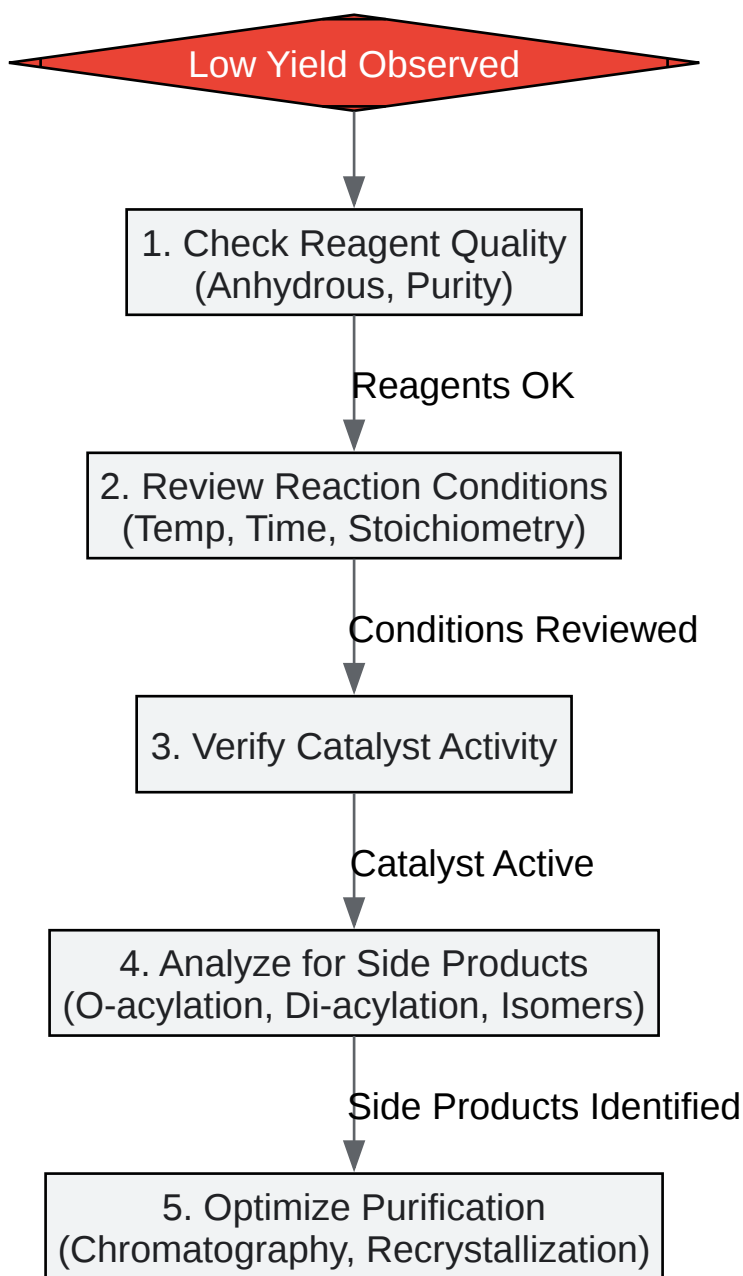 Low Yield Observed
1. Check Reagent Quality
(Anhydrous, Purity)
Reagents OK
2. Review Reaction Conditions
(Temp, Time, Stoichiometry)
Conditions Reviewed
3. Verify Catalyst Activity
Catalyst Active
4. Analyze for Side Products
(O-acylation, Di-acylation, Isomers)
Side Products Identified
5. Optimize Purification
(Chromatography, Recrystallization)